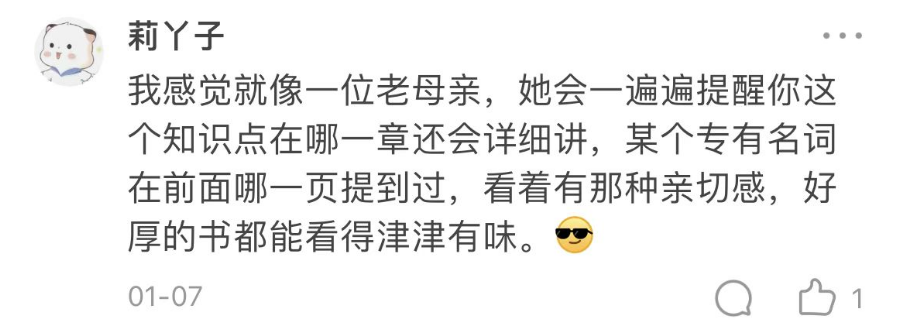 莉丫子
我感觉就像一位老母亲，她会一遍遍提醒你这
个知识点在哪一章还会详细讲，某个专有名词
在前面哪一页提到过，看着有那种亲切感，好
厚的书都能看得津津有味。😎
01-07
1